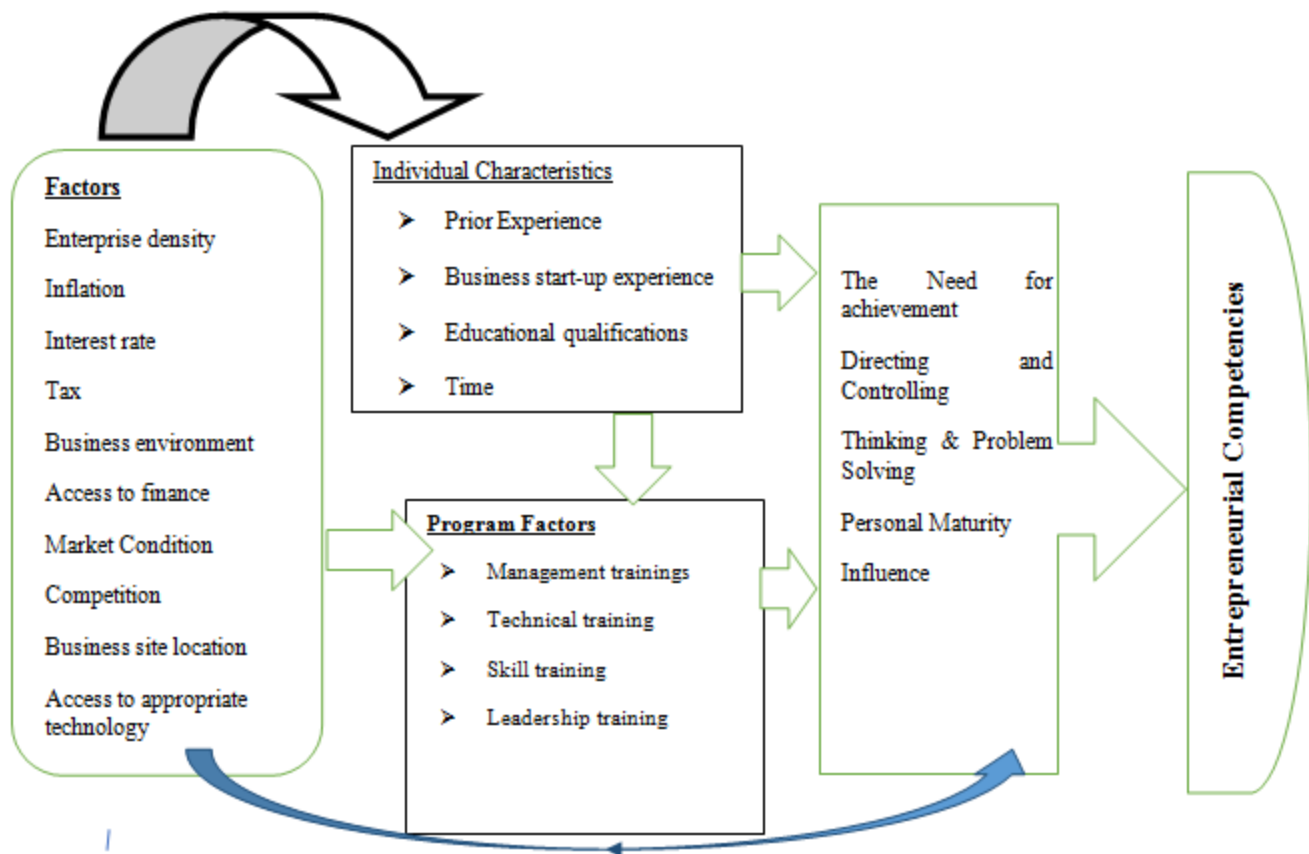 Factors
Enterprise density
Inflation
Interest rate
Tax
Business environment
Access to finance
Market Condition
Competition
Business site location
Access to appropriate
technology
Individual Characteristics
Prior Experience
Business start-up experience
Educational qualifications
Time
Program Factors
Management trainings
Technical training
Skill training
Leadership training
The Need for
achievement
Directing and
Controlling
Thinking & Problem
Solving
Personal Maturity
Influence
Entrepreneurial Competencies